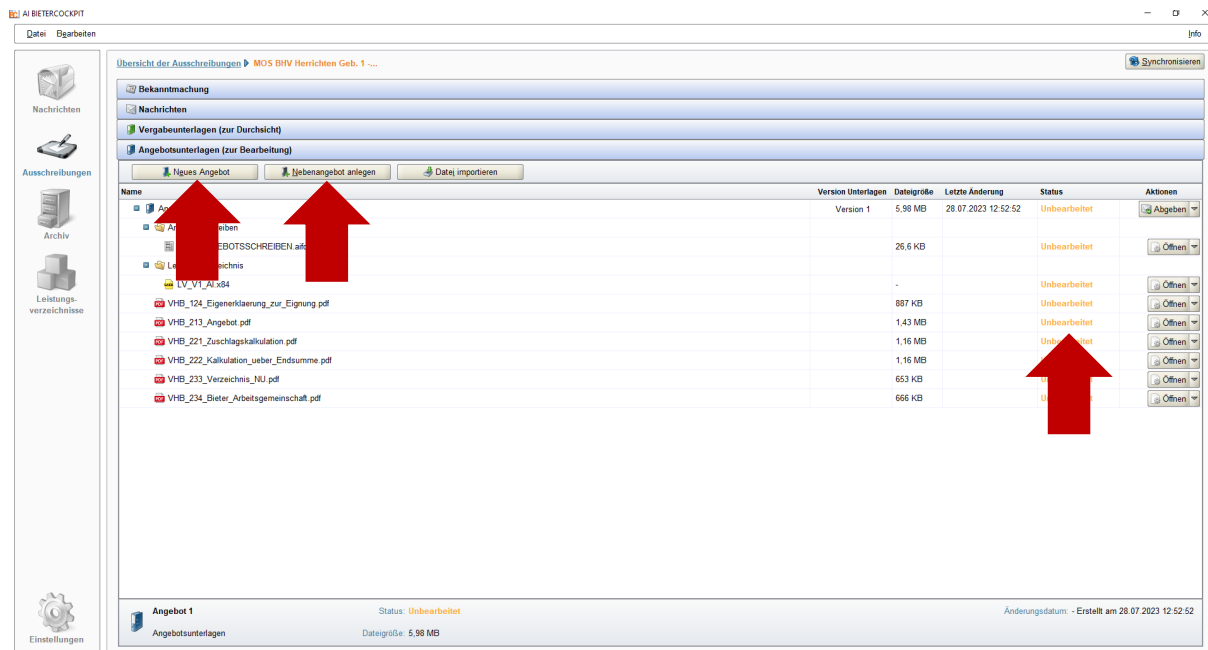 AI BIETERCOCKPIT
Datei Bearbeiten Info
Übersicht der Ausschreibungen MOS BHV Herrichten Geb. 1 -... Synchronisieren
Bekanntmachung
Nachrichten
Vergabeunterlagen (zur Durchsicht)
Angebotsunterlagen (zur Bearbeitung)
Nachrichten
Ausschreibungen
Archiv
Leistungs-
verzeichnisse
Einstellungen
Neues Angebot Nebenangebot anlegen Datei importieren
Name Version Unterlagen Dateigröße Letzte Änderung Status Aktionen
Version 1 5,98 MB 28.07.2023 12:52:52 Unbearbeitet Abgeben
26,6 KB Unbearbeitet Öffnen
LV_V1_AI.x84 - Unbearbeitet Öffnen
VHB_124_Eigenerklaerung_zur_Eignung.pdf 887 KB Unbearbeitet Öffnen
VHB_213_Angebot.pdf 1,43 MB Unbearbeitet Öffnen
VHB_221_Zuschlagskalkulation.pdf 1,16 MB Öffnen
VHB_222_Kalkulation_ueber_Endsumme.pdf 1,16 MB Öffnen
VHB_233_Verzeichnis_NU.pdf 653 KB Öffnen
VHB_234_Bieter_Arbeitsgemeinschaft.pdf 666 KB Öffnen
Angebot 1 Status: Unbearbeitet Änderungsdatum: - Erstellt am 28.07.2023 12:52:52
Angebotsunterlagen Dateigröße: 5,98 MB